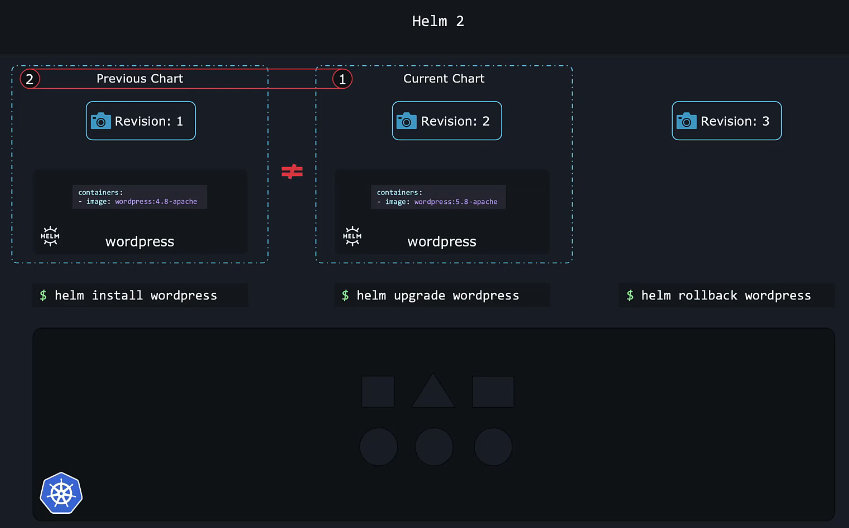 Helm 2
2 Previous Chart
1 Current Chart
Revision: 1
Revision: 2
Revision: 3
containers:
- image: wordpress:4.8-apache
HELM
wordpress
≠
containers:
- image: wordpress:5.8-apache
HELM
wordpress
$ helm install wordpress
$ helm upgrade wordpress
$ helm rollback wordpress